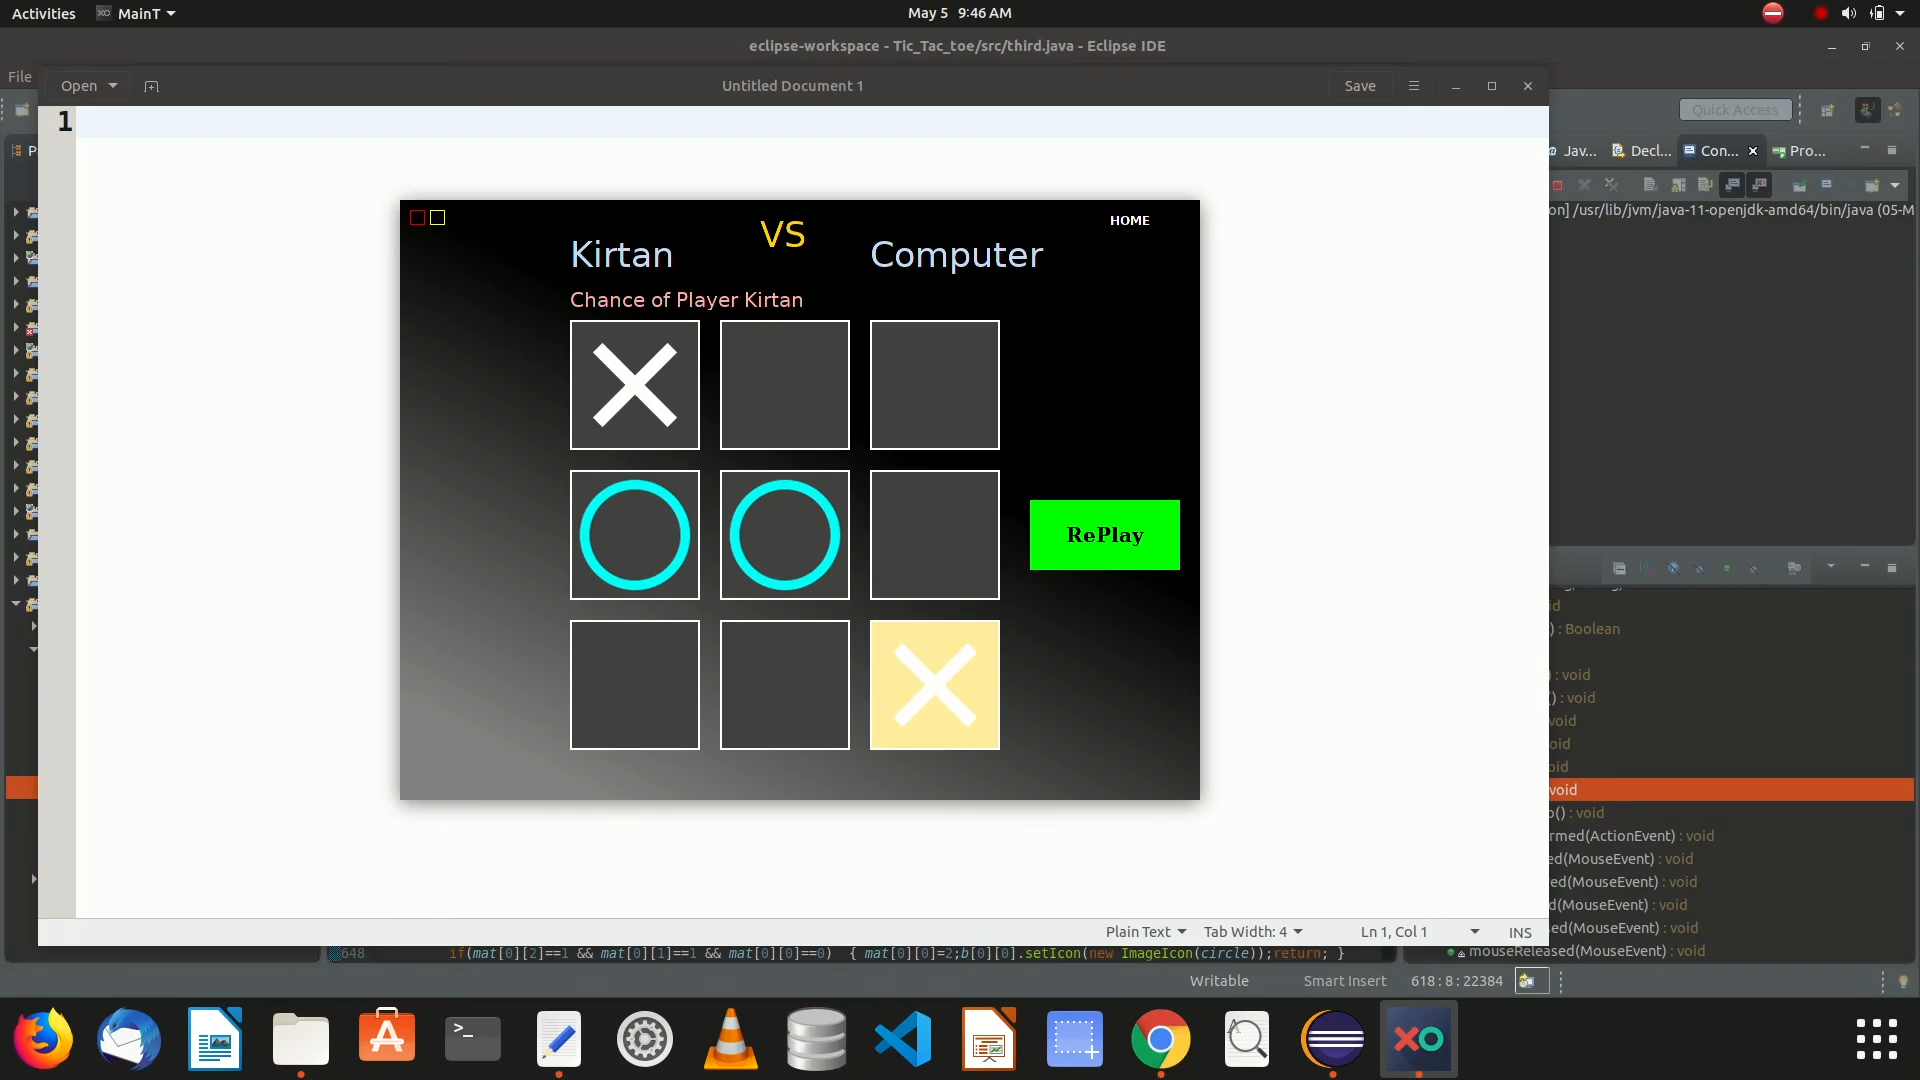 Activities MainT May 5 9:46 AM
eclipse-workspace - Tic_Tac_toe/src/third.java - Eclipse IDE
File
Open Untitled Document 1 Save
Quick Access
1
Jav... Decl... Con... Pro...
on] /usr/lib/jvm/java-11-openjdk-amd64/bin/java (05-M
VS HOME
Kirtan Computer
Chance of Player Kirtan
RePlay
) : Boolean
) : void
() : void
void
void
o() : void
rmed(ActionEvent) : void
ed(MouseEvent) : void
ed(MouseEvent) : void
d(MouseEvent) : void
sed(MouseEvent) : void
mouseReleased(MouseEvent) : void
Plain Text Tab Width: 4 Ln 1, Col 1 INS
648 if(mat[0][2]==1 && mat[0][1]==1 && mat[0][0]==0) { mat[0][0]=2;b[0][0].setIcon(new ImageIcon(circle));return; }
Writable Smart Insert 618 : 8 : 22384